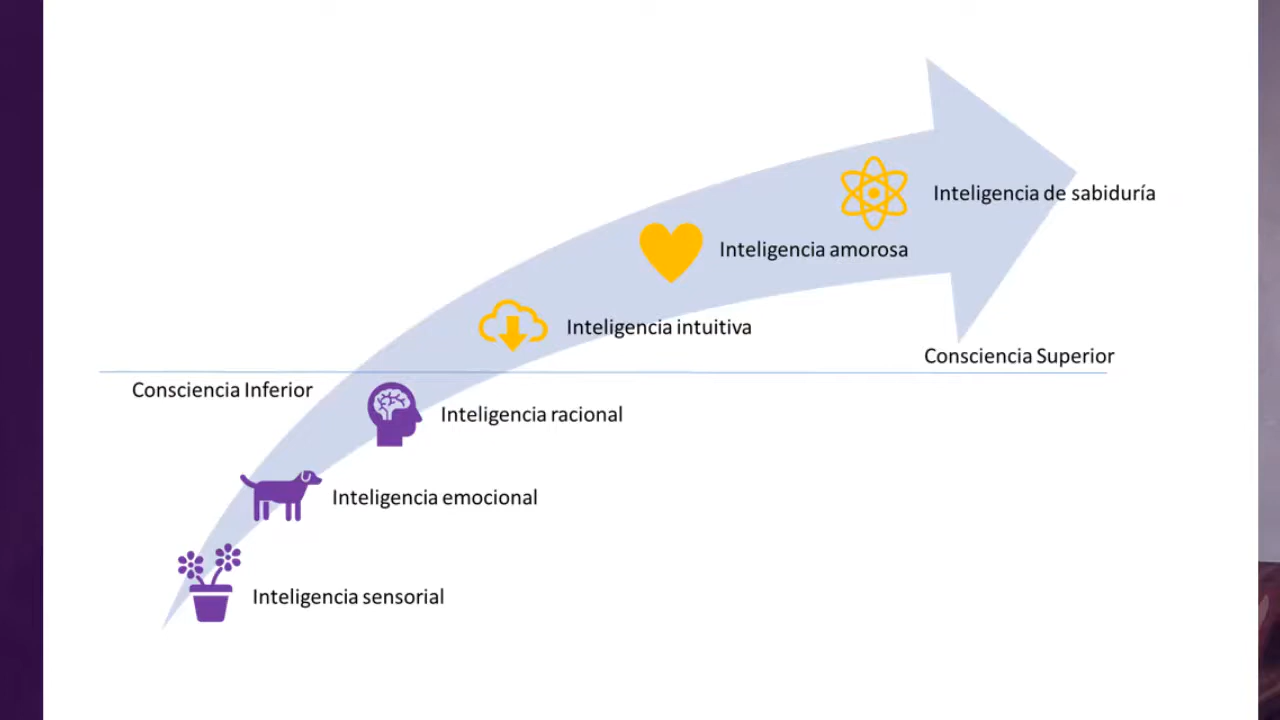 Inteligencia de sabiduría
Inteligencia amorosa
Inteligencia intuitiva
Consciencia Superior
Consciencia Inferior
Inteligencia racional
Inteligencia emocional
Inteligencia sensorial